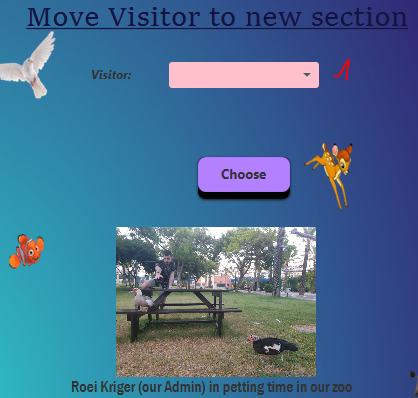 Move Visitor to new section
Visitor:
Choose
Roei Kriger (our Admin) in petting time in our zoo